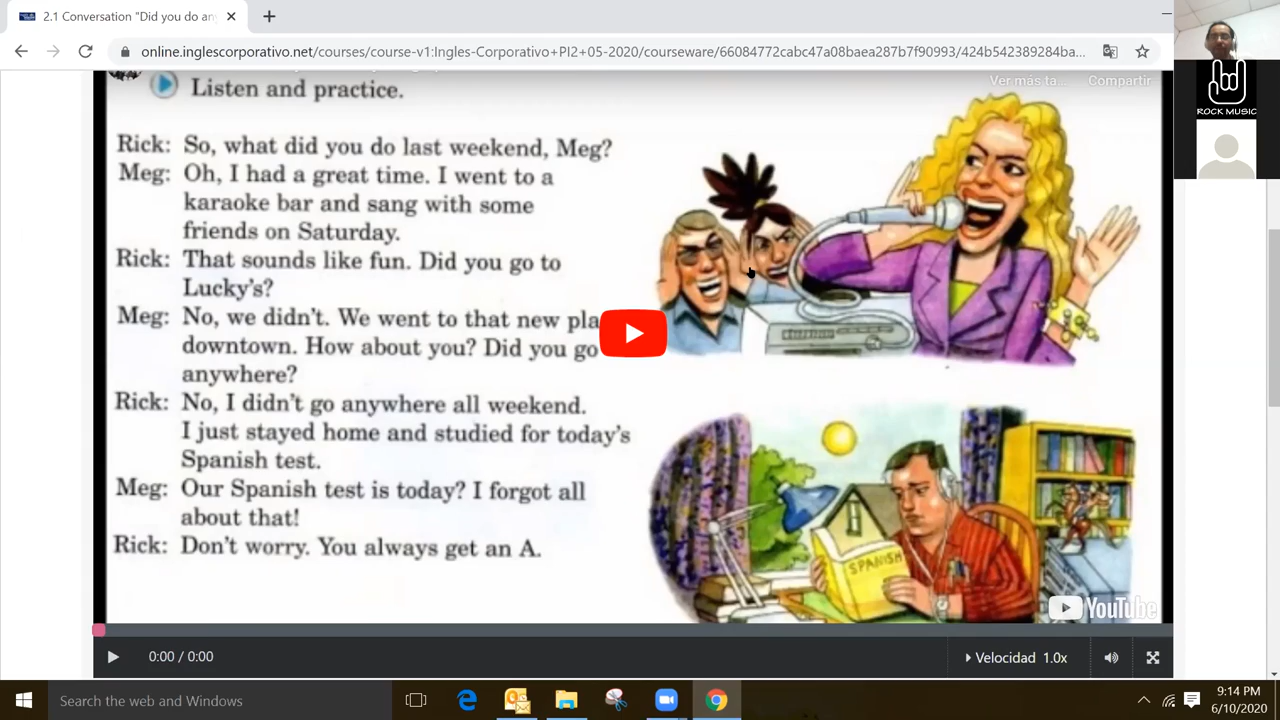 2.1 Conversation "Did you do an
online.inglescorporativo.net/courses/course-v1:Ingles-Corporativo+PI2+05-2020/courseware/66084772cabc47a08baea287b7f90993/424b542389284ba...
ROCK MUSIC
Ver más ta... Compartir
Listen and practice.
Rick: So, what did you do last weekend, Meg?
Meg: Oh, I had a great time. I went to a
karaoke bar and sang with some
friends on Saturday.
Rick: That sounds like fun. Did you go to
Lucky's?
Meg: No, we didn't. We went to that new pla
downtown. How about you? Did you go
anywhere?
Rick: No, I didn't go anywhere all weekend.
I just stayed home and studied for today's
Spanish test.
Meg: Our Spanish test is today? I forgot all
about that!
Rick: Don't worry. You always get an A.
SPANISH
YouTube
0:00 / 0:00
Velocidad 1.0x
Search the web and Windows
9:14 PM
6/10/2020